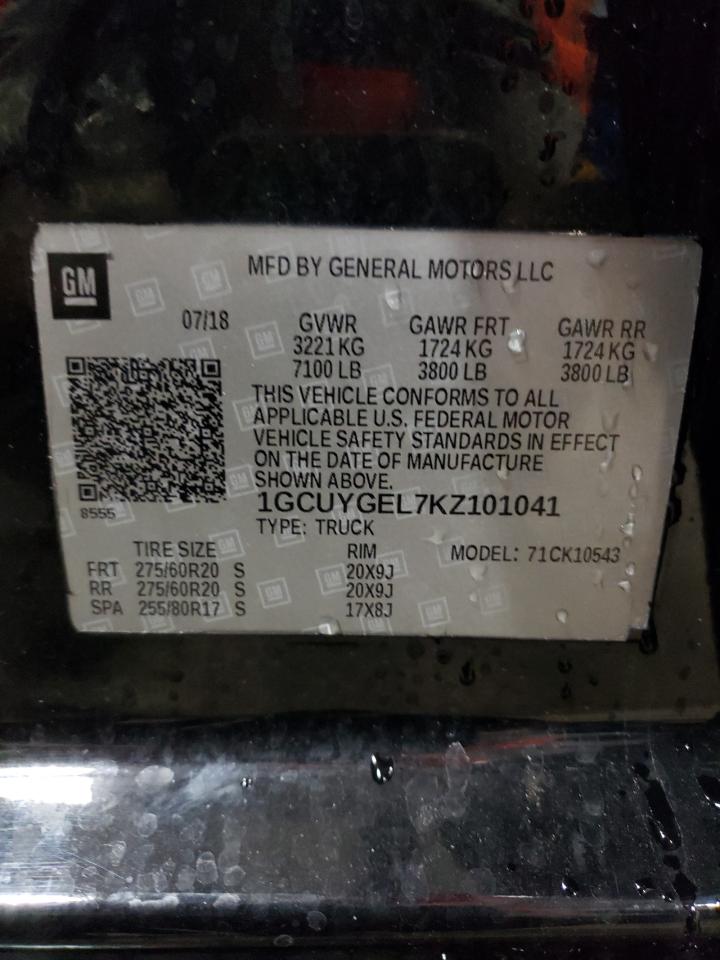 GM
MFD BY GENERAL MOTORS LLC
07/18 GVWR GAWR FRT GAWR RR
3221 KG 1724 KG 1724 KG
7100 LB 3800 LB 3800 LB
THIS VEHICLE CONFORMS TO ALL
APPLICABLE U.S. FEDERAL MOTOR
VEHICLE SAFETY STANDARDS IN EFFECT
ON THE DATE OF MANUFACTURE
SHOWN ABOVE.
8555
1GCUYGEL7KZ101041
TYPE: TRUCK
TIRE SIZE RIM MODEL: 71CK10543
FRT 275/60R20 S 20X9J
RR 275/60R20 S 20X9J
SPA 255/80R17 S 17X8J